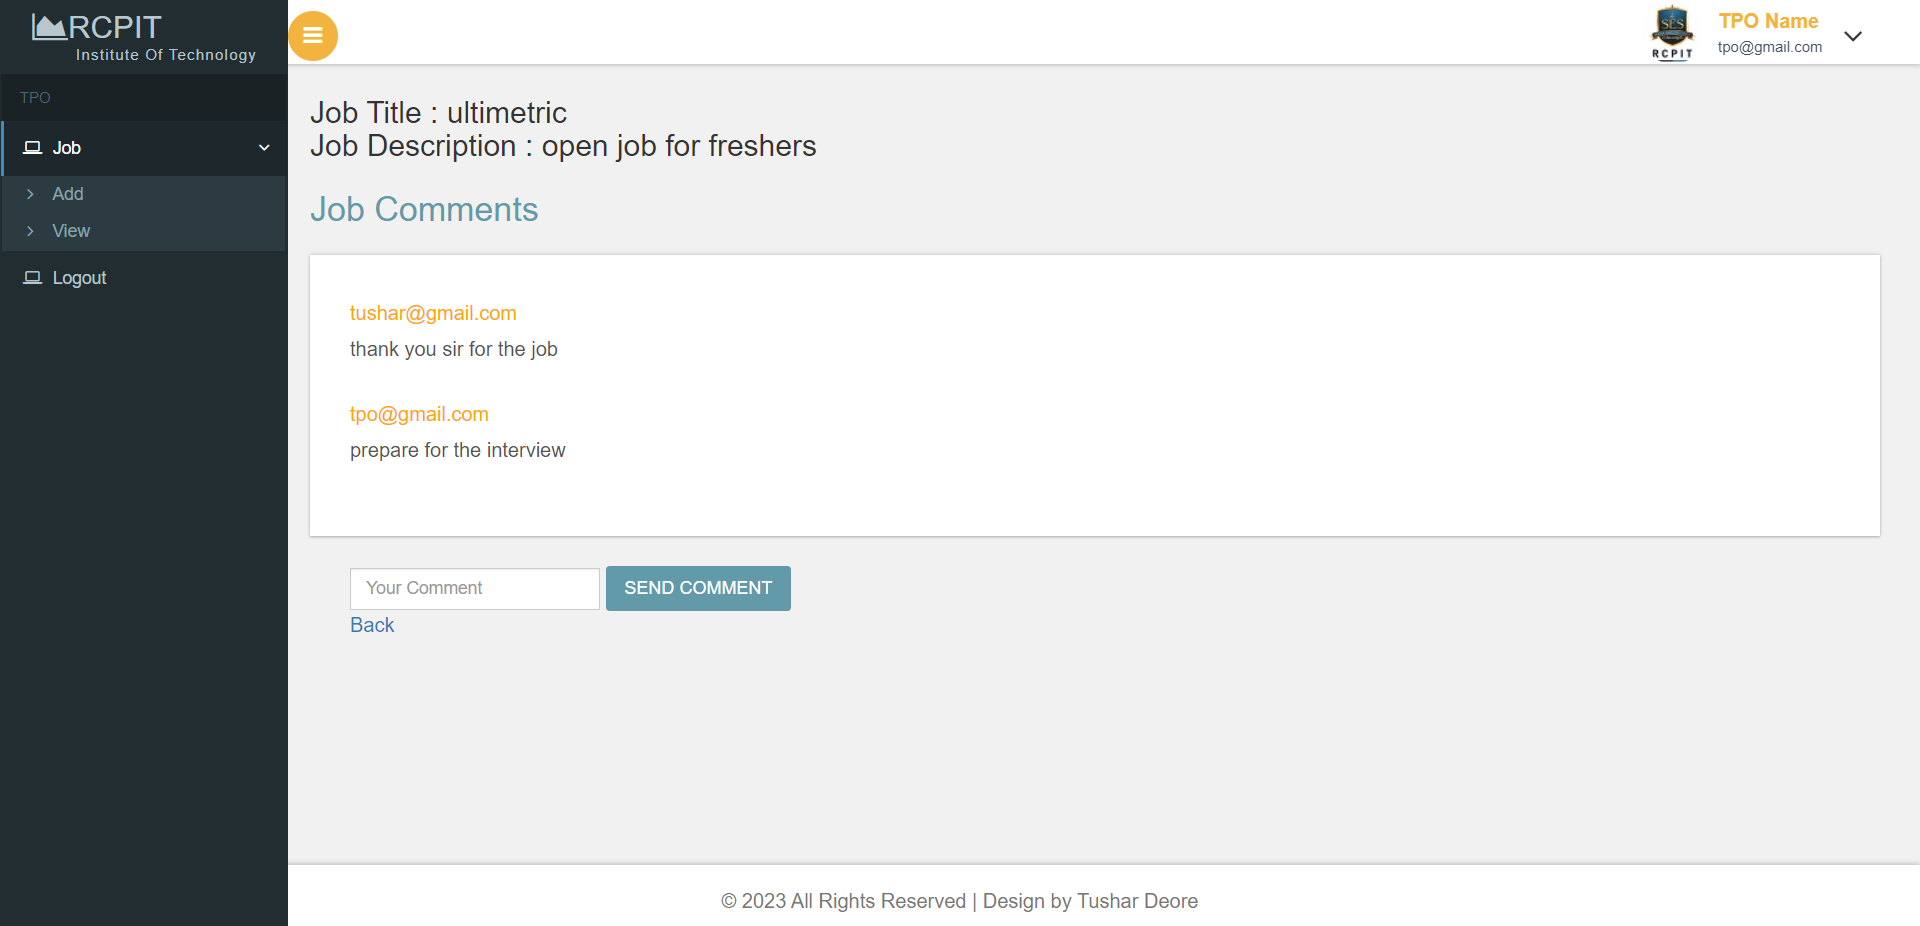 RCPIT
Institute Of Technology
TPO
Job
Add
View
Logout
SES
RCPIT
TPO Name
tpo@gmail.com
Job Title : ultimetric
Job Description : open job for freshers
Job Comments
tushar@gmail.com
thank you sir for the job
tpo@gmail.com
prepare for the interview
Your Comment
SEND COMMENT
Back
© 2023 All Rights Reserved | Design by Tushar Deore